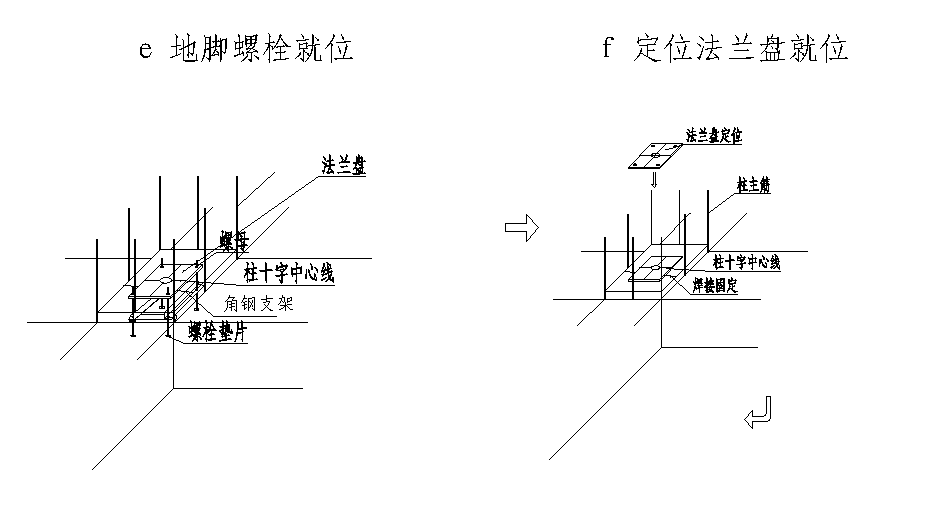 e 地脚螺栓就位
f 定位法兰盘就位
法兰盘
螺母
柱十字中心线
角钢支架
螺栓垫片
法兰盘定位
柱主筋
柱十字中心线
焊接固定